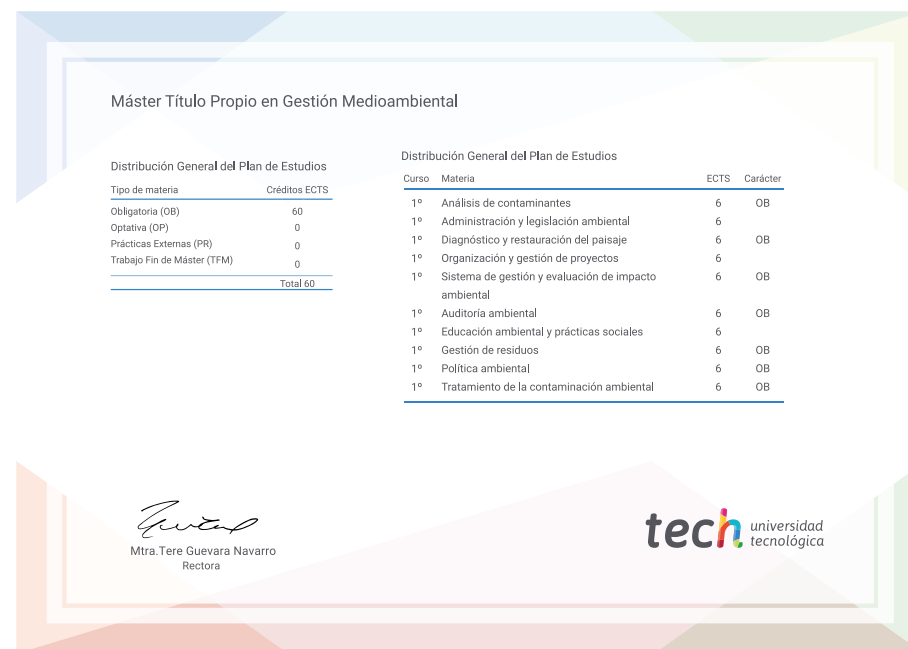 Máster Título Propio en Gestión Medioambiental
Distribución General del Plan de Estudios
Tipo de materia Créditos ECTS
Obligatoria (OB) 60
Optativa (OP) 0
Prácticas Externas (PR) 0
Trabajo Fin de Máster (TFM) 0
Total 60
Distribución General del Plan de Estudios
Curso Materia ECTS Carácter
1º Análisis de contaminantes 6 OB
1º Administración y legislación ambiental 6
1º Diagnóstico y restauración del paisaje 6 OB
1º Organización y gestión de proyectos 6
1º Sistema de gestión y evaluación de impacto 6 OB
ambiental
1º Auditoría ambiental 6 OB
1º Educación ambiental y prácticas sociales 6
1º Gestión de residuos 6 OB
1º Política ambiental 6 OB
1º Tratamiento de la contaminación ambiental 6 OB
Mtra.Tere Guevara Navarro
Rectora
tech universidad
tecnológica